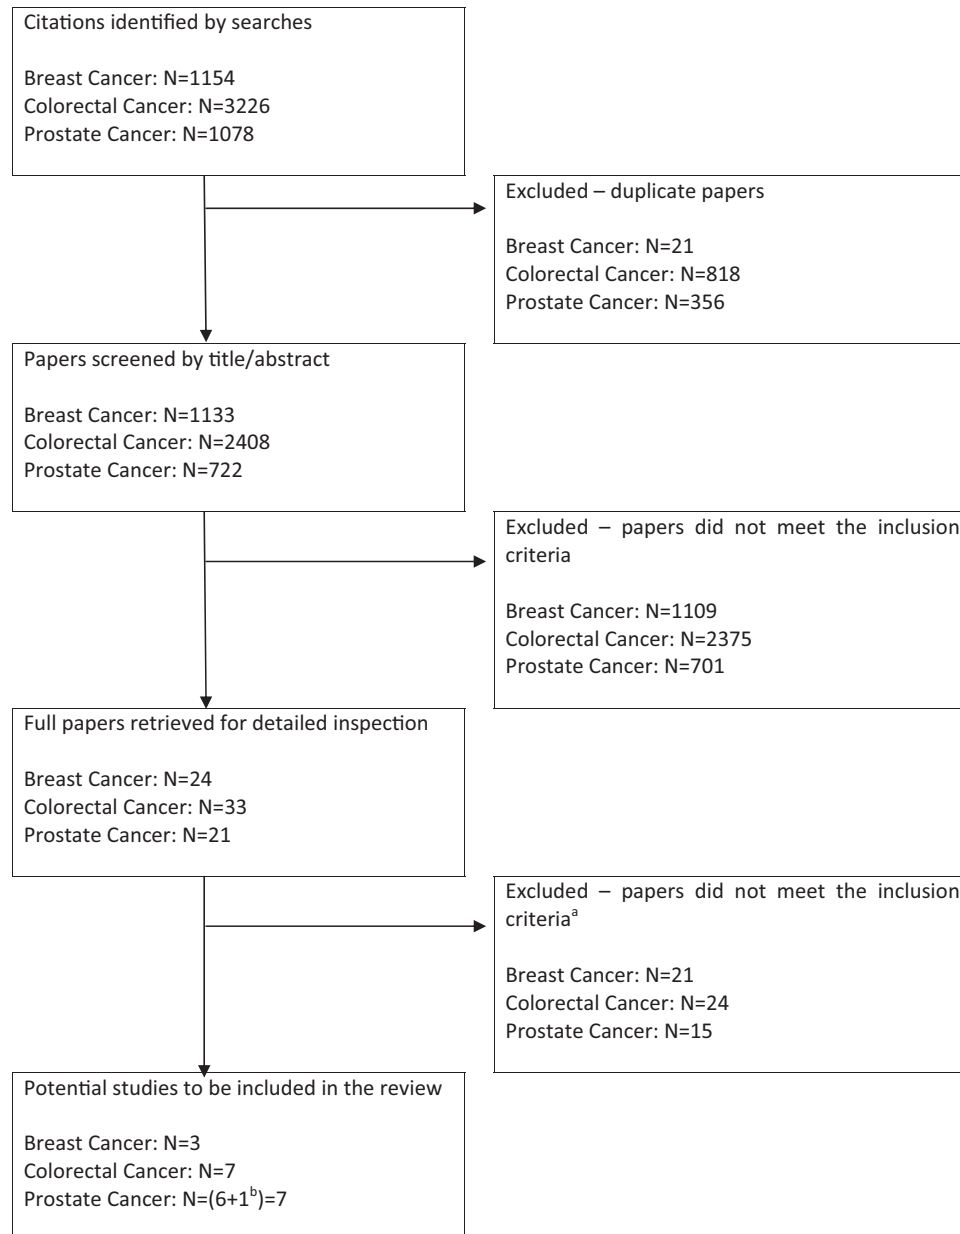 Citations identified by searches
Breast Cancer: N=1154
Colorectal Cancer: N=3226
Prostate Cancer: N=1078
Excluded – duplicate papers
Breast Cancer: N=21
Colorectal Cancer: N=818
Prostate Cancer: N=356
Papers screened by title/abstract
Breast Cancer: N=1133
Colorectal Cancer: N=2408
Prostate Cancer: N=722
Excluded – papers did not meet the inclusion
criteria
Breast Cancer: N=1109
Colorectal Cancer: N=2375
Prostate Cancer: N=701
Full papers retrieved for detailed inspection
Breast Cancer: N=24
Colorectal Cancer: N=33
Prostate Cancer: N=21
Excluded – papers did not meet the inclusion
criteriaᵃ
Breast Cancer: N=21
Colorectal Cancer: N=24
Prostate Cancer: N=15
Potential studies to be included in the review
Breast Cancer: N=3
Colorectal Cancer: N=7
Prostate Cancer: N=(6+1ᵇ)=7